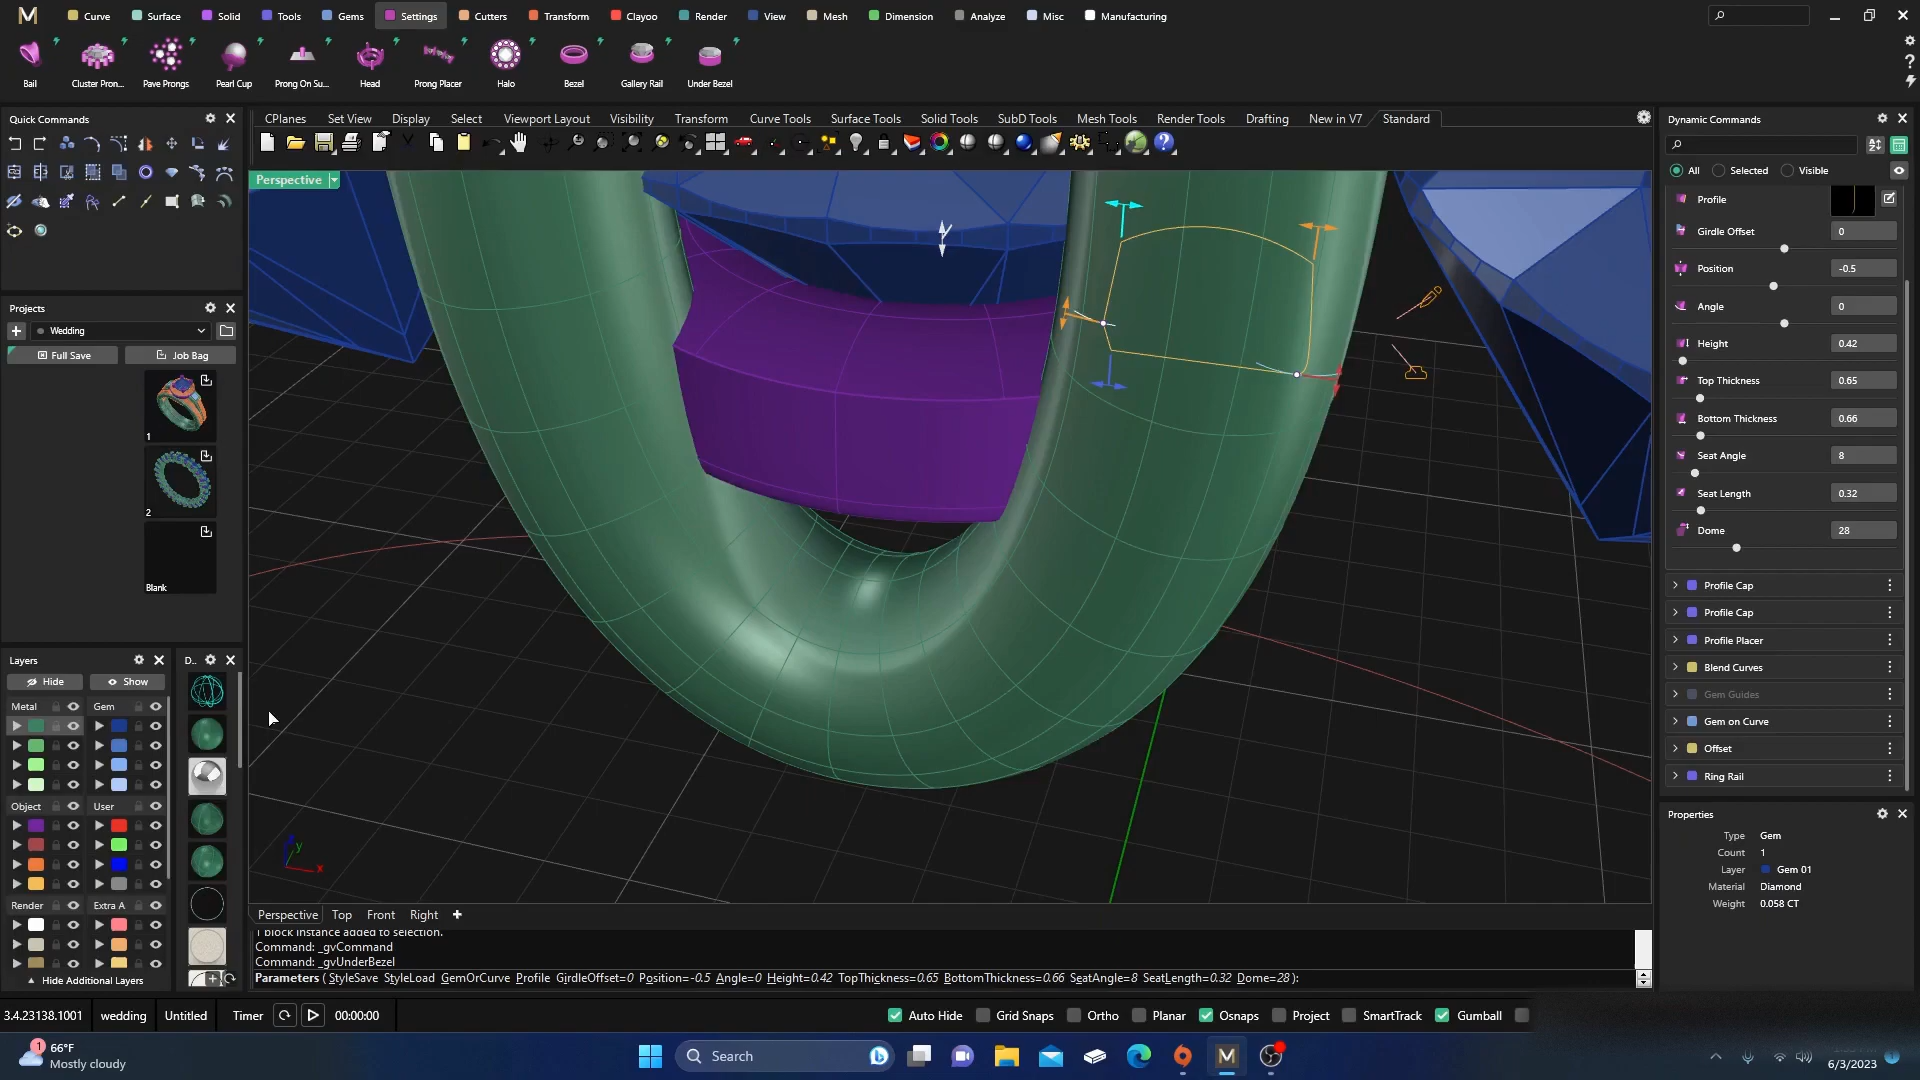 Curve Surface Solid Tools Gems Settings Cutters Transform Clayoo Render View Mesh Dimension Analyze Misc Manufacturing
Bail Cluster Pron... Pave Prongs Pearl Cup Prong On Su... Head Prong Placer Halo Bezel Gallery Rail Under Bezel
Quick Commands
CPlanes Set View Display Select Viewport Layout Visibility Transform Curve Tools Surface Tools Solid Tools SubD Tools Mesh Tools Render Tools Drafting New in V7 Standard
Perspective
Projects
Wedding
Full Save Job Bag
1
2
Blank
Layers
D..
Hide Show
Metal Gem
Object User
Render Extra A
Hide Additional Layers
y
x
Perspective Top Front Right
1 block instance added to selection.
Command: _gvCommand
Command: _gvUnderBezel
Parameters ( StyleSave StyleLoad GemOrCurve Profile GirdleOffset=0 Position=-0.5 Angle=0 Height=0.42 TopThickness=0.65 BottomThickness=0.66 SeatAngle=8 SeatLength=0.32 Dome=28 ):
Dynamic Commands
All Selected Visible
Profile
Girdle Offset 0
Position -0.5
Angle 0
Height 0.42
Top Thickness 0.65
Bottom Thickness 0.66
Seat Angle 8
Seat Length 0.32
Dome 28
Profile Cap
Profile Cap
Profile Placer
Blend Curves
Gem Guides
Gem on Curve
Offset
Ring Rail
Properties
Type Gem
Count 1
Layer Gem 01
Material Diamond
Weight 0.058 CT
3.4.23138.1001 wedding Untitled Timer 00:00:00 Auto Hide Grid Snaps Ortho Planar Osnaps Project SmartTrack Gumball
1
66°F
Mostly cloudy
Search
6/3/2023